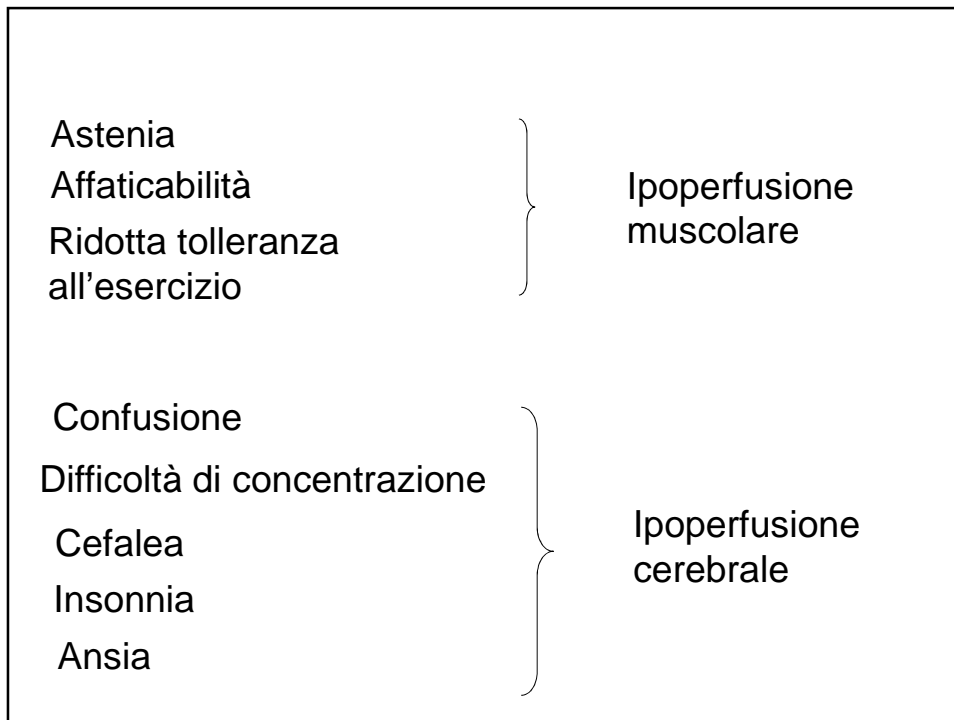 Astenia
Affaticabilità
Ridotta tolleranza
all’esercizio
Ipoperfusione
muscolare
Confusione
Difficoltà di concentrazione
Cefalea
Insonnia
Ansia
Ipoperfusione
cerebrale